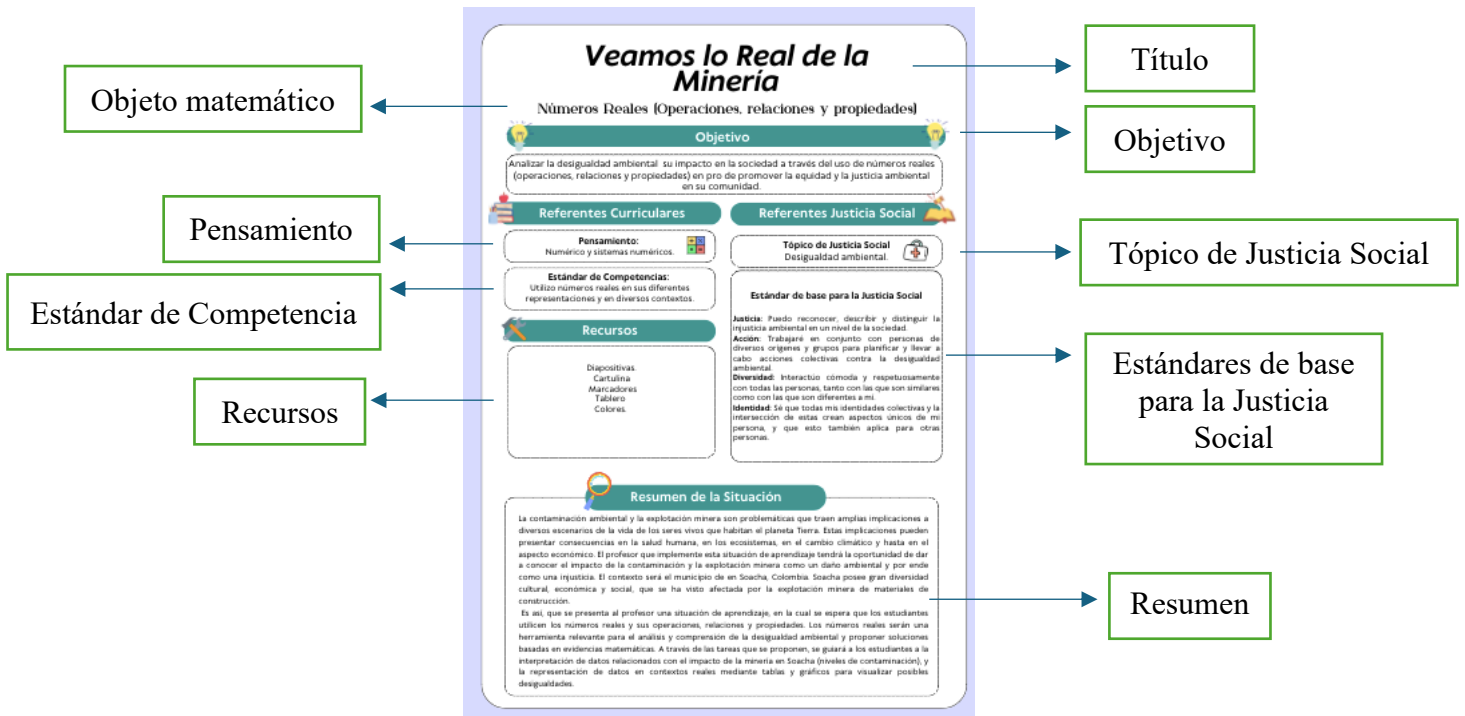 Veamos lo Real de la
Minería
Números Reales (Operaciones, relaciones y propiedades)
Objetivo
Analizar la desigualdad ambiental su impacto en la sociedad a través del uso de números reales
(operaciones, relaciones y propiedades) en pro de promover la equidad y la justicia ambiental
en su comunidad.
Referentes Curriculares
Pensamiento:
Numérico y sistemas numéricos.
Estándar de Competencias:
Utilizo números reales en sus diferentes
representaciones y en diversos contextos.
Recursos
Diapositivas
Cartulina
Marcadores
Tablero
Colores.
Referentes Justicia Social
Tópico de Justicia Social
Desigualdad ambiental.
Estándar de base para la Justicia Social
Justicia: Puedo reconocer, describir y distinguir la
injusticia ambiental en un nivel de la sociedad.
Acción: Trabajaré en conjunto con personas de
diversos orígenes y grupos para planificar y llevar a
cabo acciones colectivas contra la desigualdad
ambiental.
Diversidad: Interactúo cómoda y respetuosamente
con todas las personas, tanto con las que son similares
como con las que son diferentes a mi.
Identidad: Sé que todas mis identidades colectivas y la
intersección de estas crean aspectos únicos de mi
persona, y que esto también aplica para otras
personas.
Resumen de la Situación
La contaminación ambiental y la explotación minera son problemáticas que traen amplias implicaciones a
diversos escenarios de la vida de los seres vivos que habitan el planeta Tierra. Estas implicaciones pueden
presentar consecuencias en la salud humana, en los ecosistemas, en el cambio climático y hasta en el
aspecto económico. El profesor que implemente esta situación de aprendizaje tendrá la oportunidad de dar
a conocer el impacto de la contaminación y la explotación minera como un daño ambiental y por ende
como una injusticia. El contexto será el municipio de en Soacha, Colombia. Soacha posee gran diversidad
cultural, económica y social, que se ha visto afectada por la explotación minera de materiales de
construcción.
Es así, que se presenta al profesor una situación de aprendizaje, en la cual se espera que los estudiantes
utilicen los números reales y sus operaciones, relaciones y propiedades. Los números reales serán una
herramienta relevante para el análisis y comprensión de la desigualdad ambiental y proponer soluciones
basadas en evidencias matemáticas. A través de las tareas que se proponen, se guiará a los estudiantes a la
interpretación de datos relacionados con el impacto de la minería en Soacha (niveles de contaminación), y
la representación de datos en contextos reales mediante tablas y gráficos para visualizar posibles
desigualdades.
Objeto matemático
Pensamiento
Estándar de Competencia
Recursos
Título
Objetivo
Tópico de Justicia Social
Estándares de base
para la Justicia
Social
Resumen